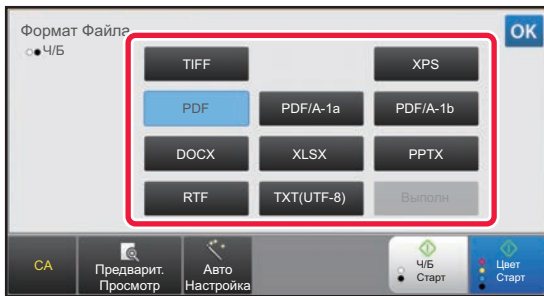 Формат Файла
Ч/Б
OK
TIFF
XPS
PDF
PDF/A-1a
PDF/A-1b
DOCX
XLSX
PPTX
RTF
TXT(UTF-8)
Выполн.
CA
Предварит.
Просмотр
Авто
Настройка
Ч/Б
Старт
Цвет
Старт